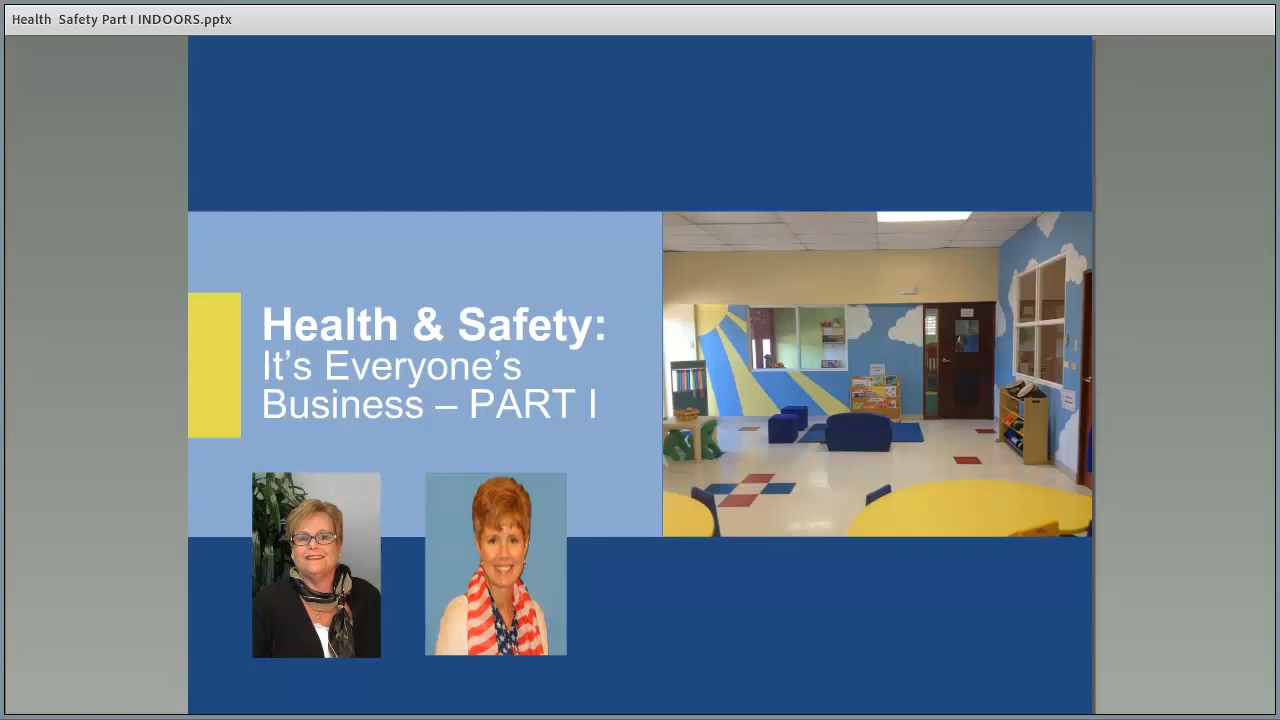 Health  Safety Part I INDOORS.pptx
Health & Safety:
It’s Everyone’s
Business – PART I